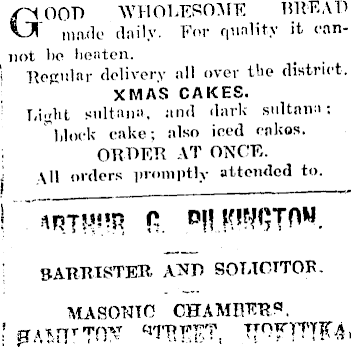 GOOD WHOLESOME BREAD
made daily. For quality it can-
not be beaten.
Regular delivery all over the district.
XMAS CAKES.
Light sultana, and dark sultana;
block cake; also iced cakes.
ORDER AT ONCE.
All orders promptly attended to.
ARTHUR G. PILKINGTON,
BARRISTER AND SOLICITOR.
MASONIC CHAMBERS,
HAMILTON STREET, HOKITIKA.